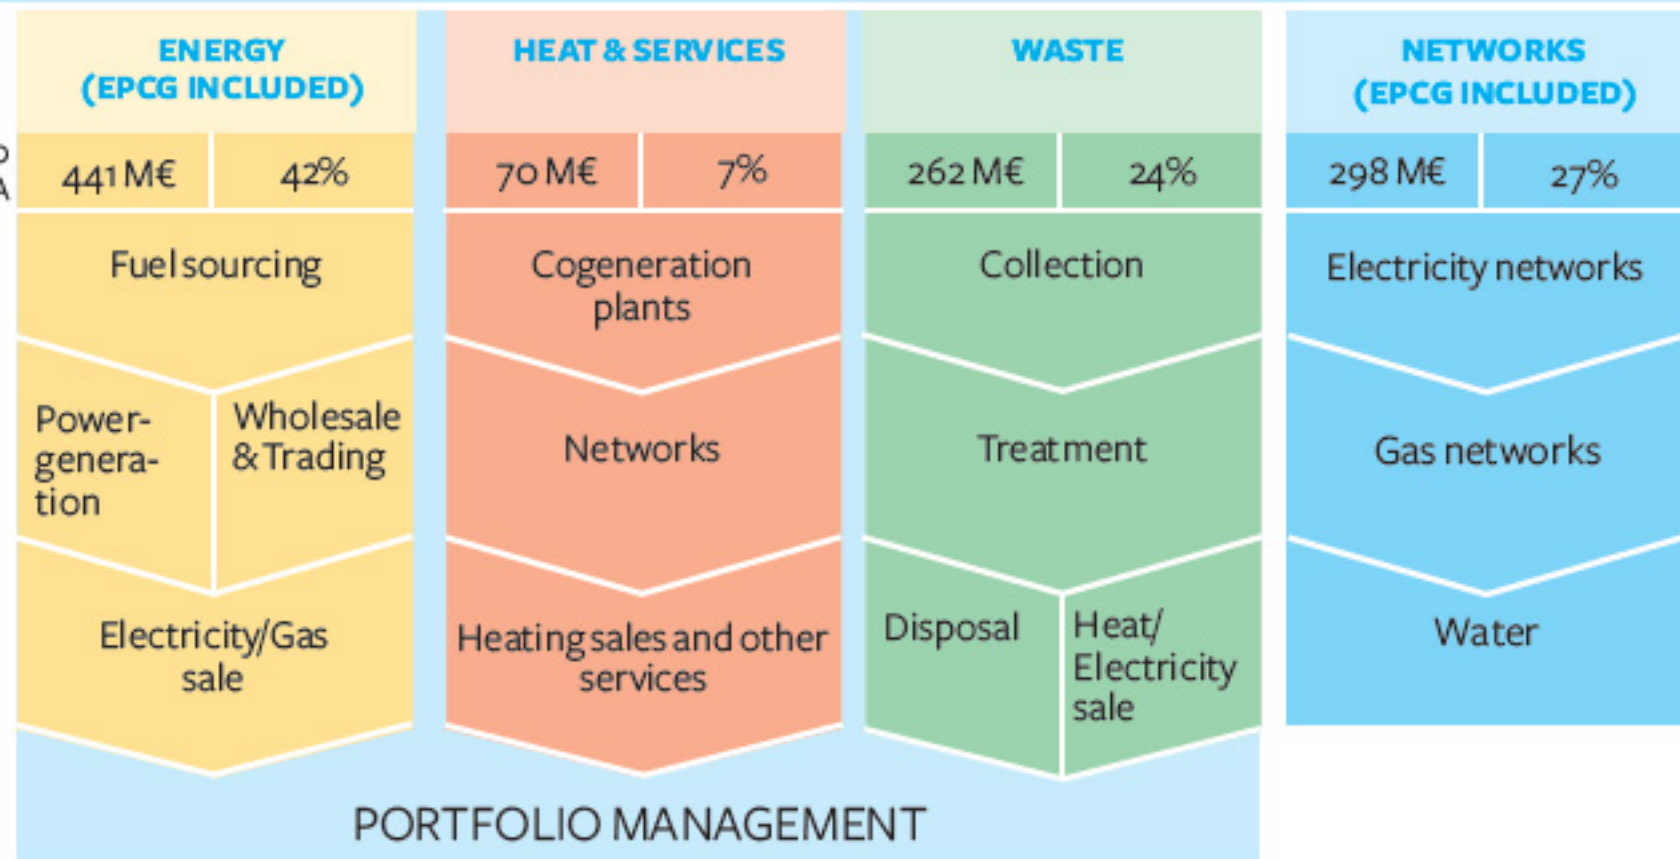 ENERGY
(EPCG INCLUDED)
HEAT & SERVICES
WASTE
NETWORKS
(EPCG INCLUDED)
441 M€ 42%
70 M€ 7%
262 M€ 24%
298 M€ 27%
Fuel sourcing
Power-
genera-
tion
Wholesale
& Trading
Electricity/Gas
sale
Cogeneration
plants
Networks
Heating sales and other
services
Collection
Treatment
Disposal
Heat/
Electricity
sale
Electricity networks
Gas networks
Water
PORTFOLIO MANAGEMENT